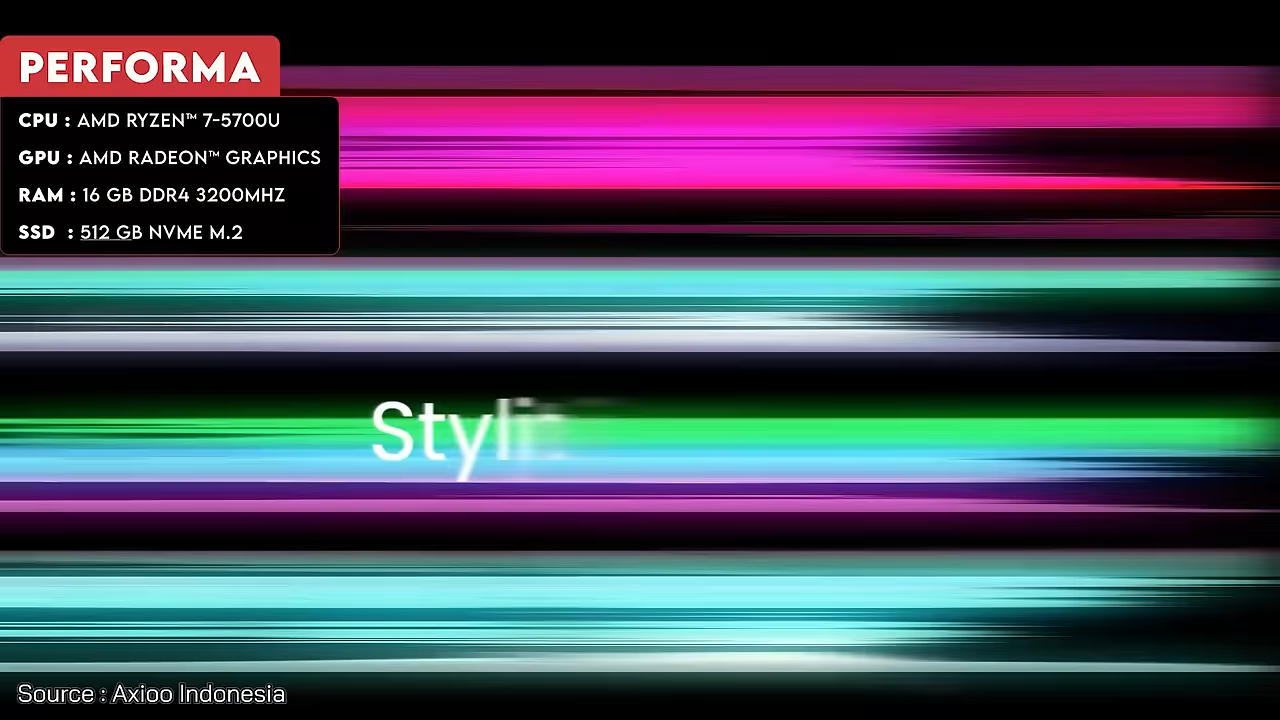 PERFORMA
CPU : AMD RYZEN™ 7-5700U
GPU : AMD RADEON™ GRAPHICS
RAM : 16 GB DDR4 3200MHZ
SSD : 512 GB NVME M.2
Source : Axioo Indonesia